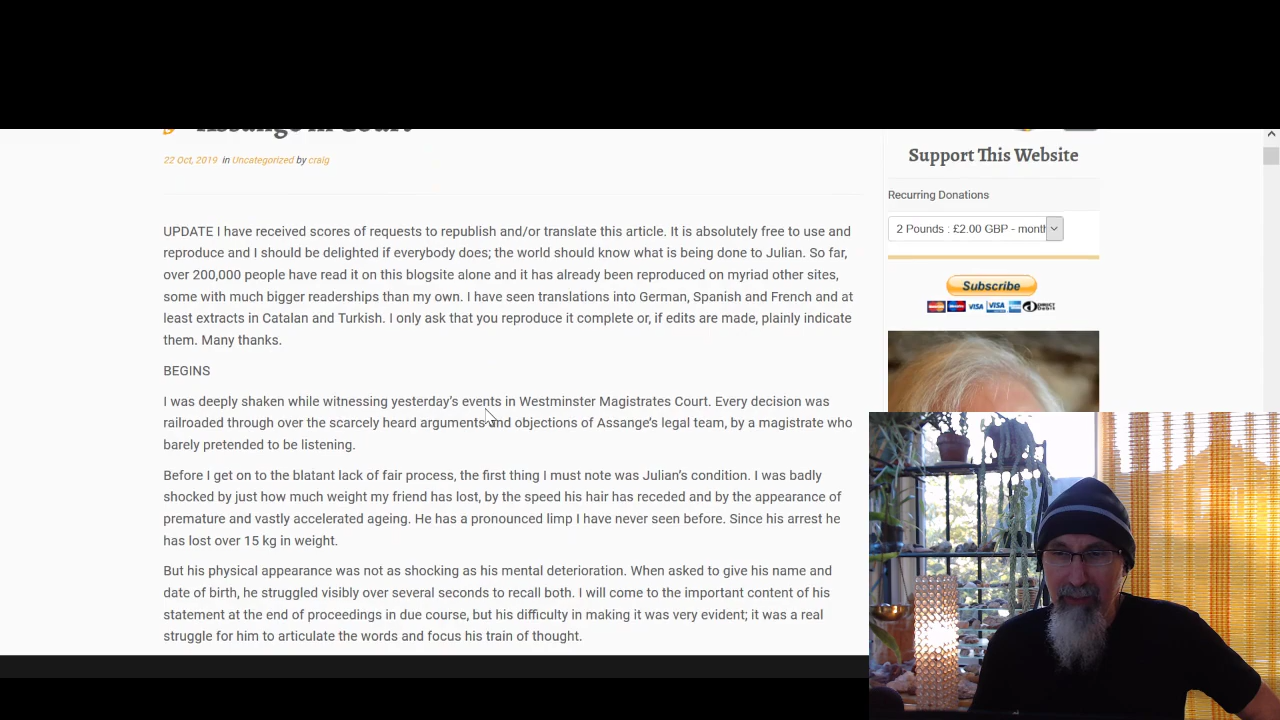 Assange in Court
22 Oct, 2019 in Uncategorized by craig
UPDATE I have received scores of requests to republish and/or translate this article. It is absolutely free to use and
reproduce and I should be delighted if everybody does; the world should know what is being done to Julian. So far,
over 200,000 people have read it on this blogsite alone and it has already been reproduced on myriad other sites,
some with much bigger readerships than my own. I have seen translations into German, Spanish and French and at
least extracts in Catalan and Turkish. I only ask that you reproduce it complete or, if edits are made, plainly indicate
them. Many thanks.
BEGINS
I was deeply shaken while witnessing yesterday's events in Westminster Magistrates Court. Every decision was
railroaded through over the scarcely heard arguments and objections of Assange's legal team, by a magistrate who
barely pretended to be listening.
Before I get on to the blatant lack of fair process, the first thing I must note was Julian's condition. I was badly
shocked by just how much weight my friend has lost, by the speed his hair has receded and by the appearance of
premature and vastly accelerated ageing. He has a pronounced limp I have never seen before. Since his arrest he
has lost over 15 kg in weight.
But his physical appearance was not as shocking as his mental deterioration. When asked to give his name and
date of birth, he struggled visibly over several seconds to recall both. I will come to the important content of his
statement at the end of proceedings in due course, but his difficulty in making it was very evident; it was a real
struggle for him to articulate the words and focus his train of thought.
Support This Website
Recurring Donations
2 Pounds : £2.00 GBP - month
Subscribe
VISA VISA DIRECT Debit